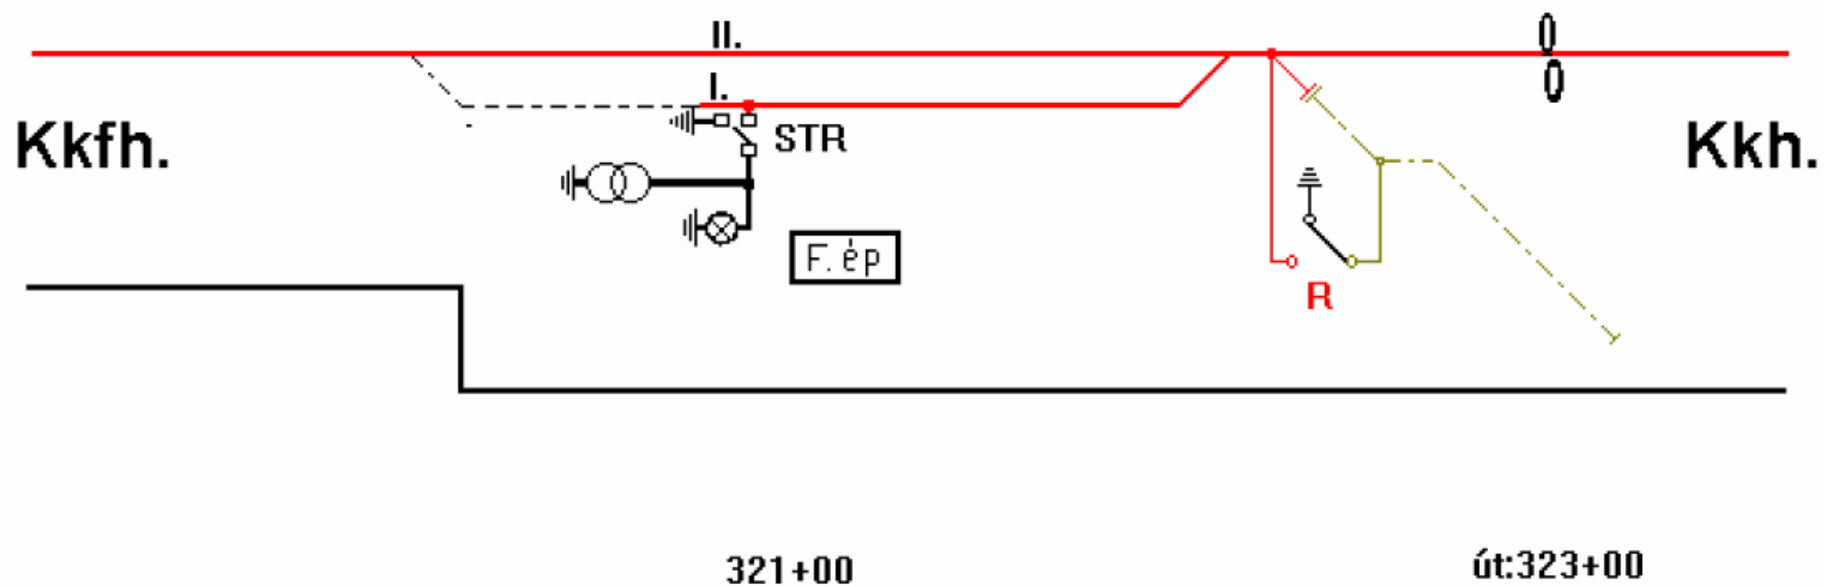 II.
I.
Kkfh.
STR
Kkh.
F. ép
R
321+00
út:323+00